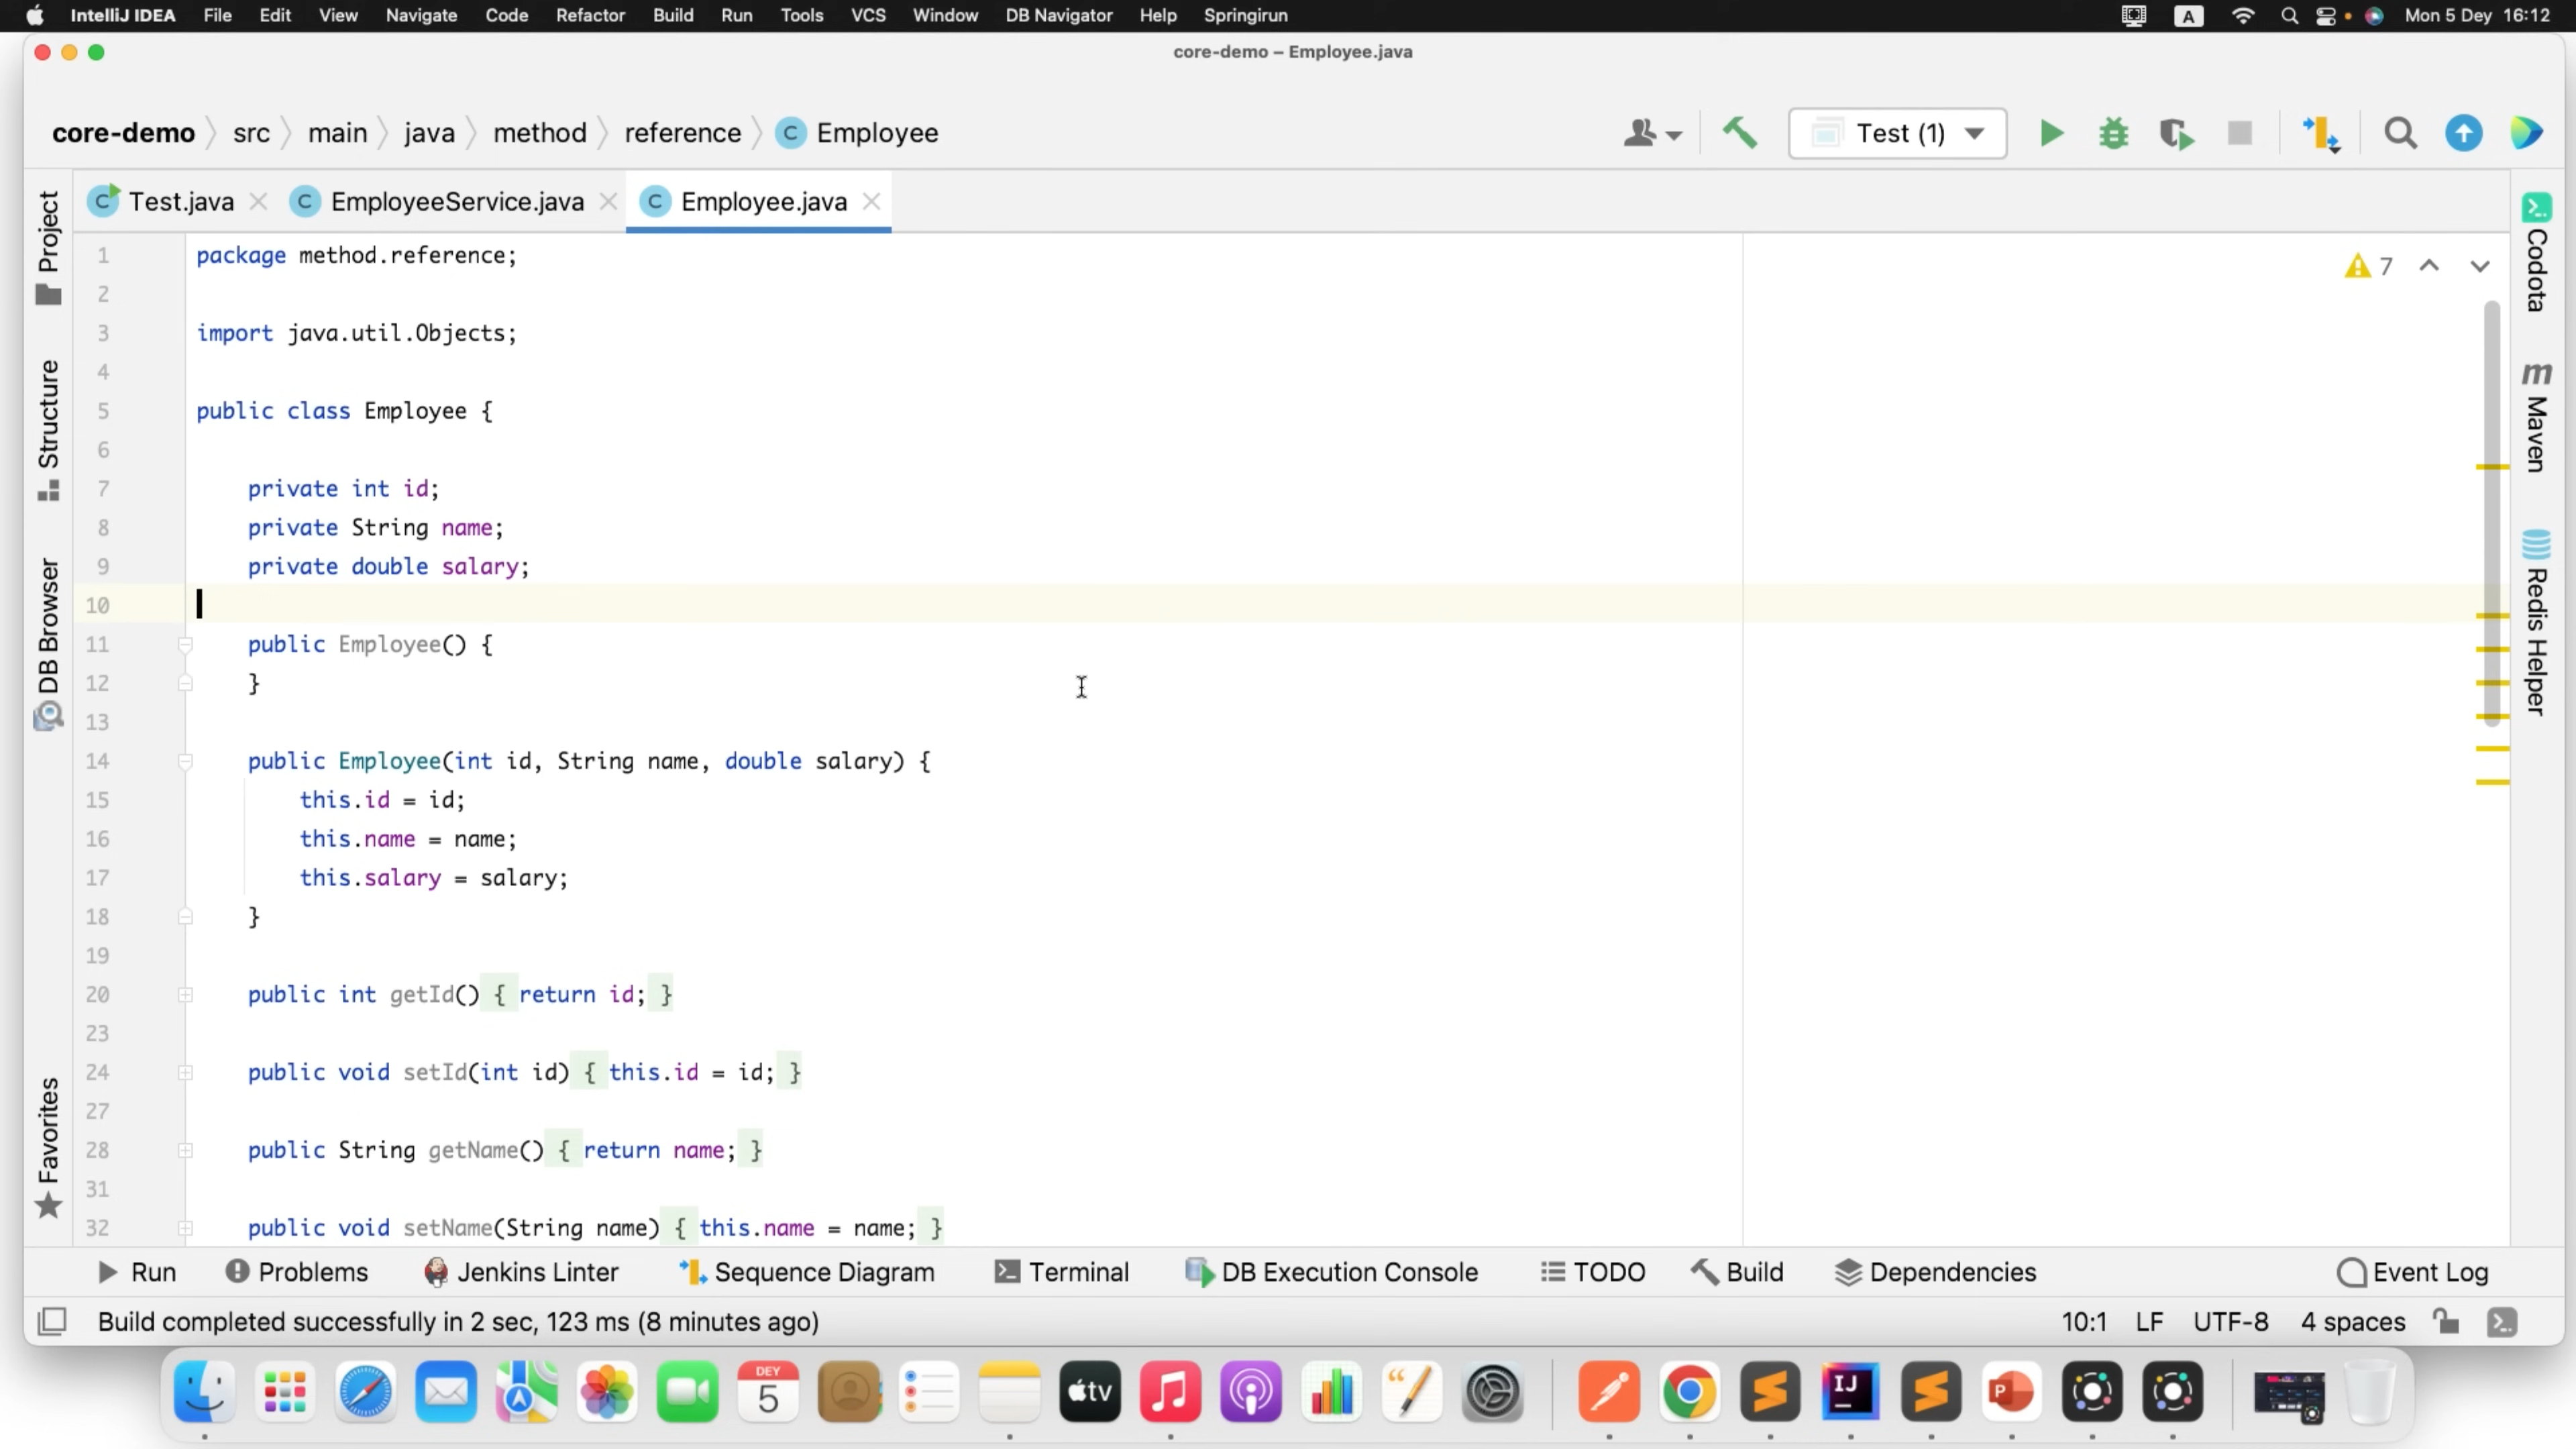 IntelliJ IDEA File Edit View Navigate Code Refactor Build Run Tools VCS Window DB Navigator Help Springirun A Mon 5 Dey 16:12
core-demo – Employee.java
core-demo src main java method reference C Employee Test (1)
C Test.java C EmployeeService.java C Employee.java
Project
Structure
DB Browser
Favorites
1 package method.reference;
2
3 import java.util.Objects;
4
5 public class Employee {
6
7 private int id;
8 private String name;
9 private double salary;
10
11 public Employee() {
12 }
13
14 public Employee(int id, String name, double salary) {
15 this.id = id;
16 this.name = name;
17 this.salary = salary;
18 }
19
20 public int getId() { return id; }
23
24 public void setId(int id) { this.id = id; }
27
28 public String getName() { return name; }
31
32 public void setName(String name) { this.name = name; }
7
Codota
m Maven
Redis Helper
Run Problems Jenkins Linter Sequence Diagram Terminal DB Execution Console TODO Build Dependencies Event Log
Build completed successfully in 2 sec, 123 ms (8 minutes ago) 10:1 LF UTF-8 4 spaces
DEY
5
tv
IJ
P